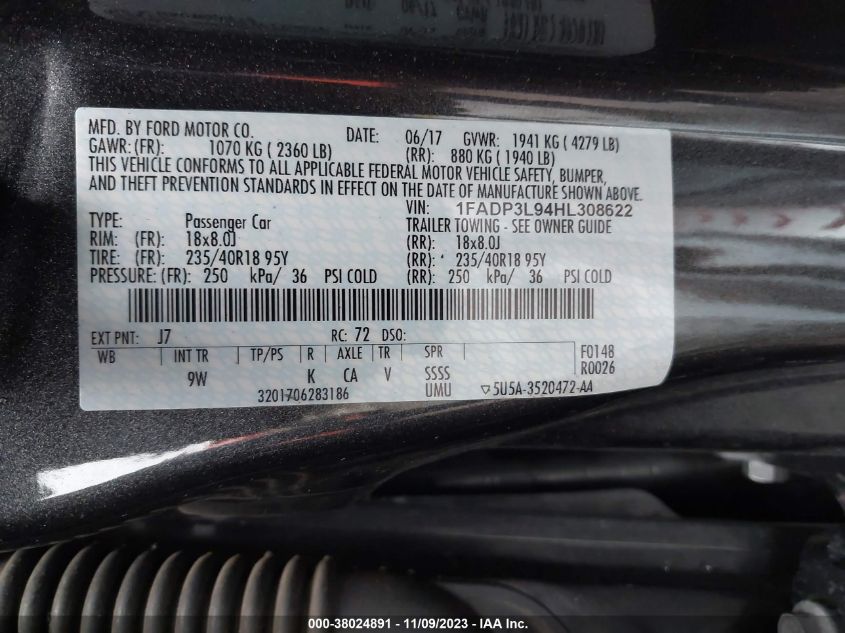 MFD. BY FORD MOTOR CO. DATE: 06/17 GVWR: 1941 KG ( 4279 LB)
GAWR: (FR): 1070 KG ( 2360 LB) (RR): 880 KG ( 1940 LB)
THIS VEHICLE CONFORMS TO ALL APPLICABLE FEDERAL MOTOR VEHICLE SAFETY, BUMPER,
AND THEFT PREVENTION STANDARDS IN EFFECT ON THE DATE OF MANUFACTURE SHOWN ABOVE.
VIN: 1FADP3L94HL308622
TYPE: Passenger Car TRAILER TOWING - SEE OWNER GUIDE
RIM: (FR): 18x8.0J (RR): 18x8.0J
TIRE: (FR): 235/40R18 95Y (RR): 235/40R18 95Y
PRESSURE: (FR): 250 kPa/ 36 PSI COLD (RR): 250 kPa/ 36 PSI COLD
EXT PNT: J7 RC: 72 DSO:
WB INT TR TP/PS R AXLE TR SPR F0148
9W K CA V SSSS R0026
3201706283186 UMU ▽5U5A-3520472-AA
000-38024891 - 11/09/2023 - IAA Inc.